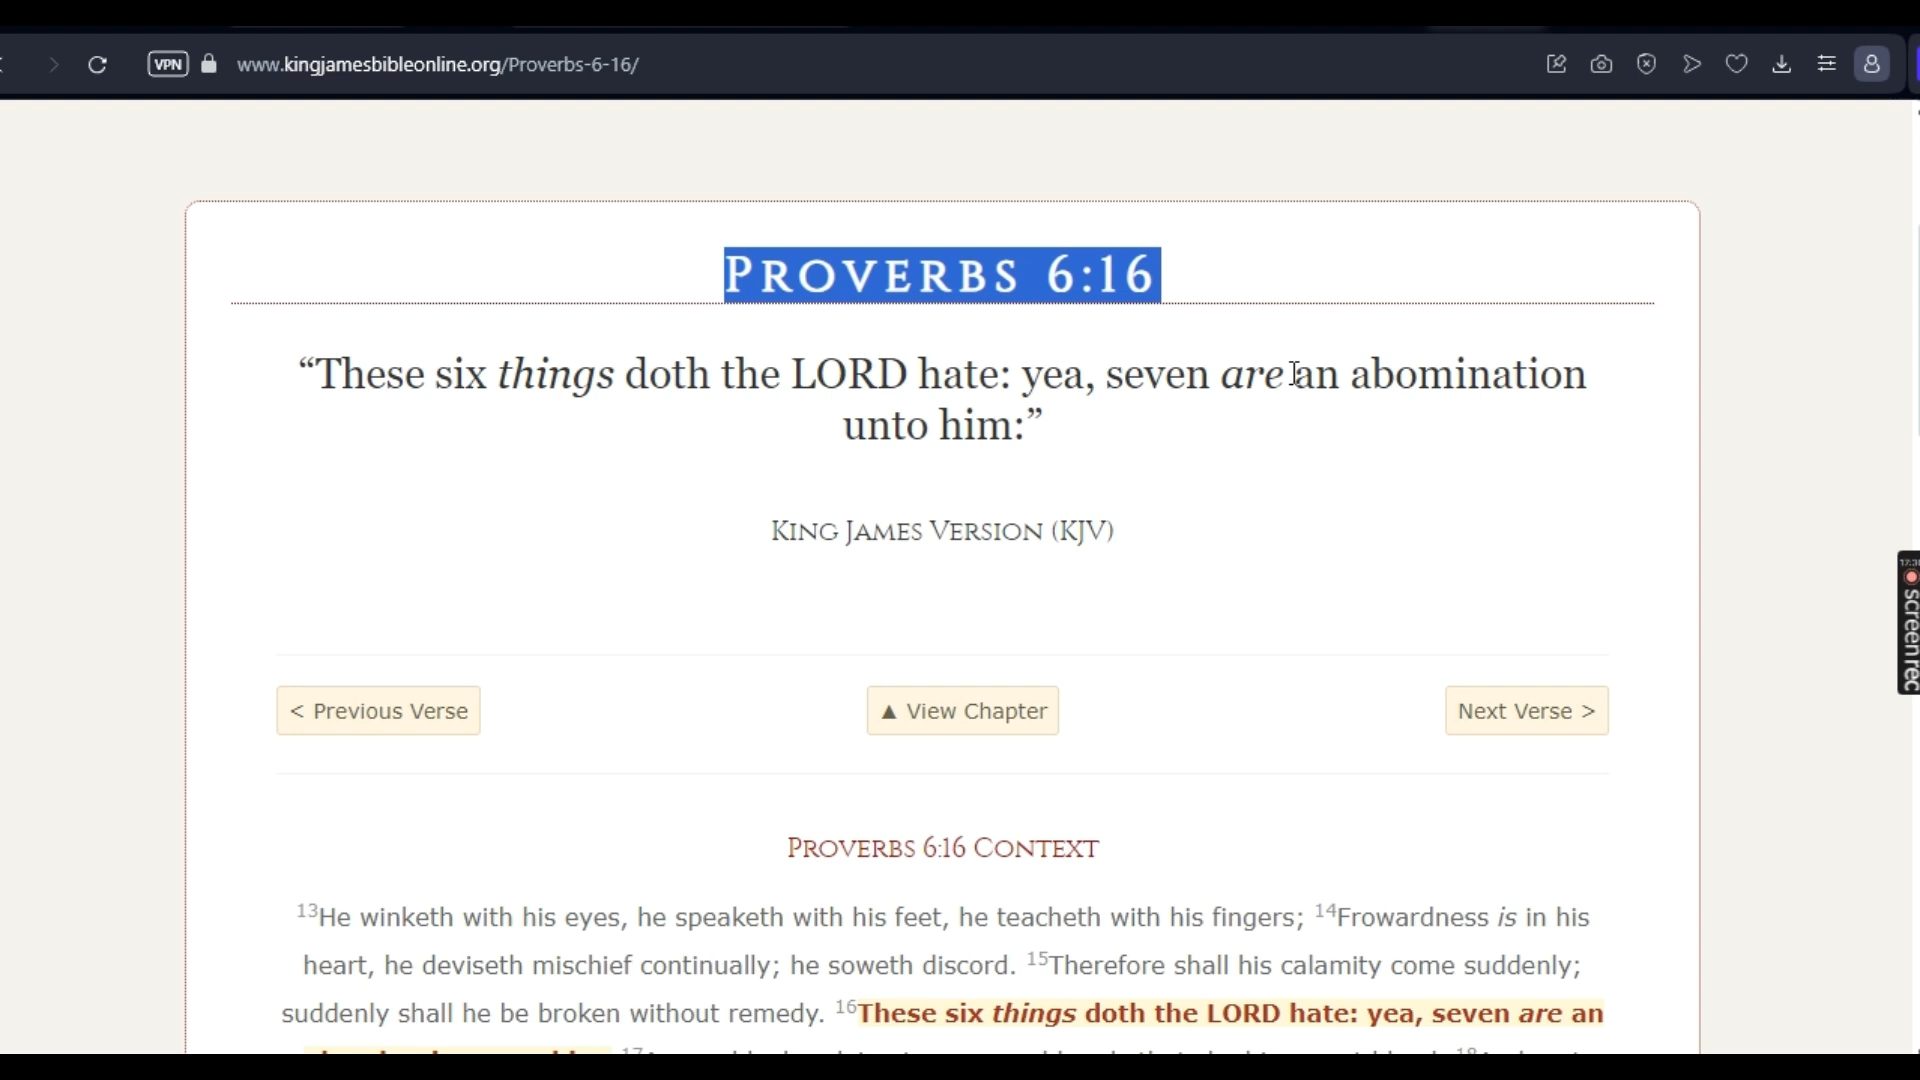 VPN www.kingjamesbibleonline.org/Proverbs-6-16/
PROVERBS 6:16
“These six things doth the LORD hate: yea, seven are an abomination
unto him:”
KING JAMES VERSION (KJV)
< Previous Verse ▲ View Chapter Next Verse >
PROVERBS 6:16 CONTEXT
13He winketh with his eyes, he speaketh with his feet, he teacheth with his fingers; 14Frowardness is in his
heart, he deviseth mischief continually; he soweth discord. 15Therefore shall his calamity come suddenly;
suddenly shall he be broken without remedy. 16These six things doth the LORD hate: yea, seven are an
screenrec